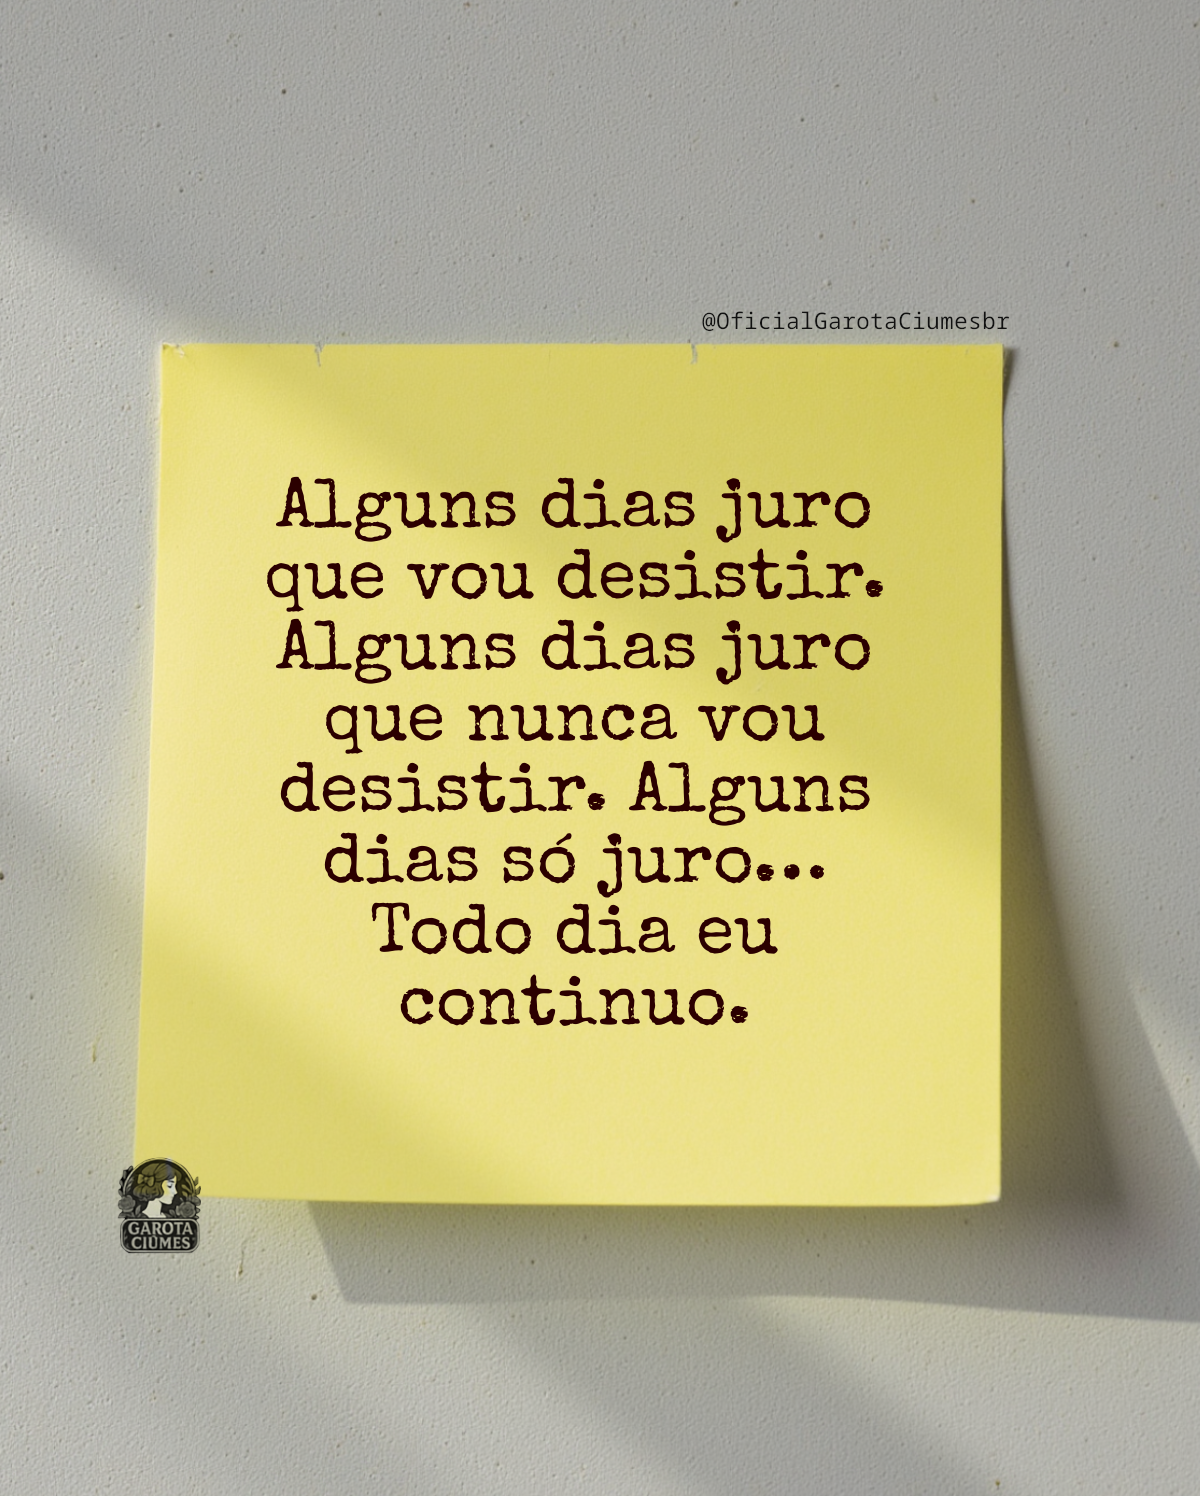 @OficialGarotaCiumesbr
Alguns dias juro
que vou desistir.
Alguns dias juro
que nunca vou
desistir. Alguns
dias só juro...
Todo dia eu
continuo.
GAROTA
CIÚMES